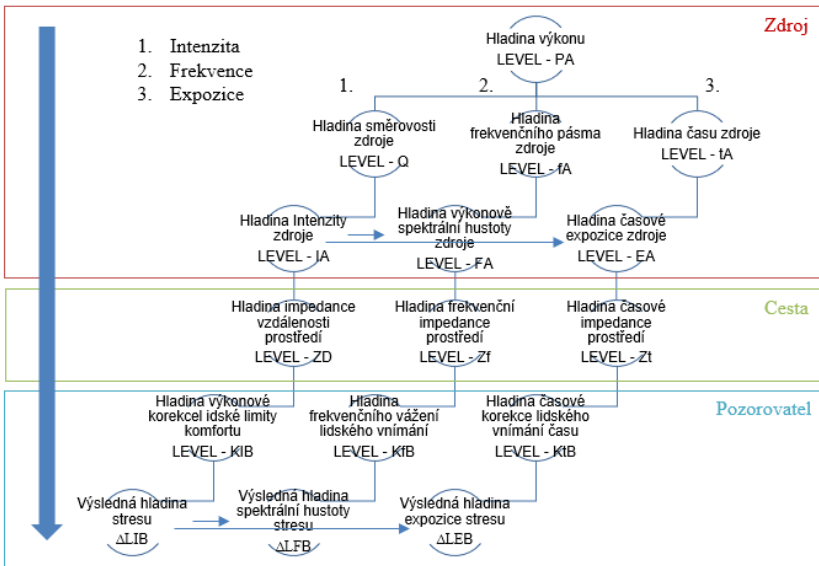 Zdroj
1. Intenzita
2. Frekvence
3. Expozice
Hladina výkonu
LEVEL - PA
1.
2.
3.
Hladina směrovosti
zdroje
LEVEL - Q
Hladina
frekvenčního pásma
zdroje
LEVEL - fA
Hladina času zdroje
LEVEL - tA
Hladina Intenzity
zdroje
LEVEL - IA
Hladina výkonově
spektrální hustoty
zdroje
LEVEL - FA
Hladina časové
expozice zdroje
LEVEL - EA
Cesta
Hladina impedance
vzdálenosti
prostředí
LEVEL - ZD
Hladina frekvenční
impedance
prostředí
LEVEL - Zf
Hladina časové
impedance
prostředí
LEVEL - Zt
Pozorovatel
Hladina výkonové
korekcel idské limity
komfortu
LEVEL - KIB
Hladina
frekvenčního vážení
lidského vnímání
LEVEL - KfB
Hladina časové
korekce lidského
vnímání času
LEVEL - KtB
Výsledná hladina
stresu
∆LIB
Výsledná hladina
spektrální hustoty
stresu
∆LFB
Výsledná hladina
expozice stresu
∆LEB